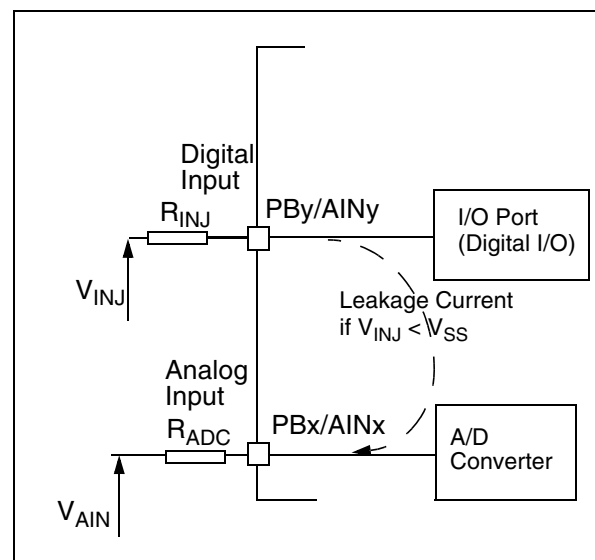 Digital
Input
R_INJ
PBy/AINy
I/O Port
(Digital I/O)
V_INJ
Leakage Current
if V_INJ < V_SS
Analog
Input
R_ADC
PBx/AINx
A/D
Converter
V_AIN